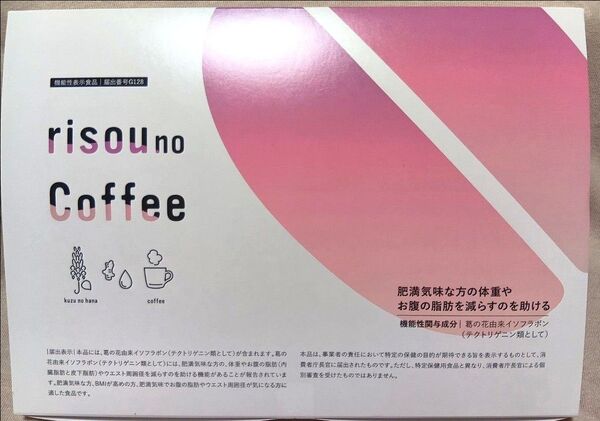 機能性表示食品 | 届出番号G128
risou no
Coffee
kuzu no hana
coffee
肥満気味な方の体重や
お腹の脂肪を減らすのを助ける
機能性関与成分 | 葛の花由来イソフラボン
(テクトリゲニン類として)
[届出表示] 本品には、葛の花由来イソフラボン(テクトリゲニン類として)が含まれます。葛の
花由来イソフラボン(テクトリゲニン類として)には、肥満気味な方の、体重やお腹の脂肪(内
臓脂肪と皮下脂肪)やウエスト周囲径を減らすのを助ける機能があることが報告されていま
す。肥満気味な方、BMIが高めの方、肥満気味でお腹の脂肪やウエスト周囲径が気になる方に
適した食品です。
本品は、事業者の責任において特定の保健の目的が期待できる旨を表示するものとして、消
費者庁長官に届出されたものです。ただし、特定保健用食品と異なり、消費者庁長官による個
別審査を受けたものではありません。